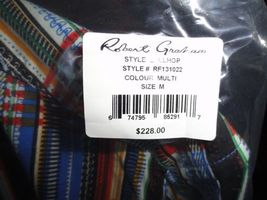 Robert Graham
STYLE
STYLE # RF131022
COLOUR MULTI
SIZE M
6 74795 85291 7
$228.00